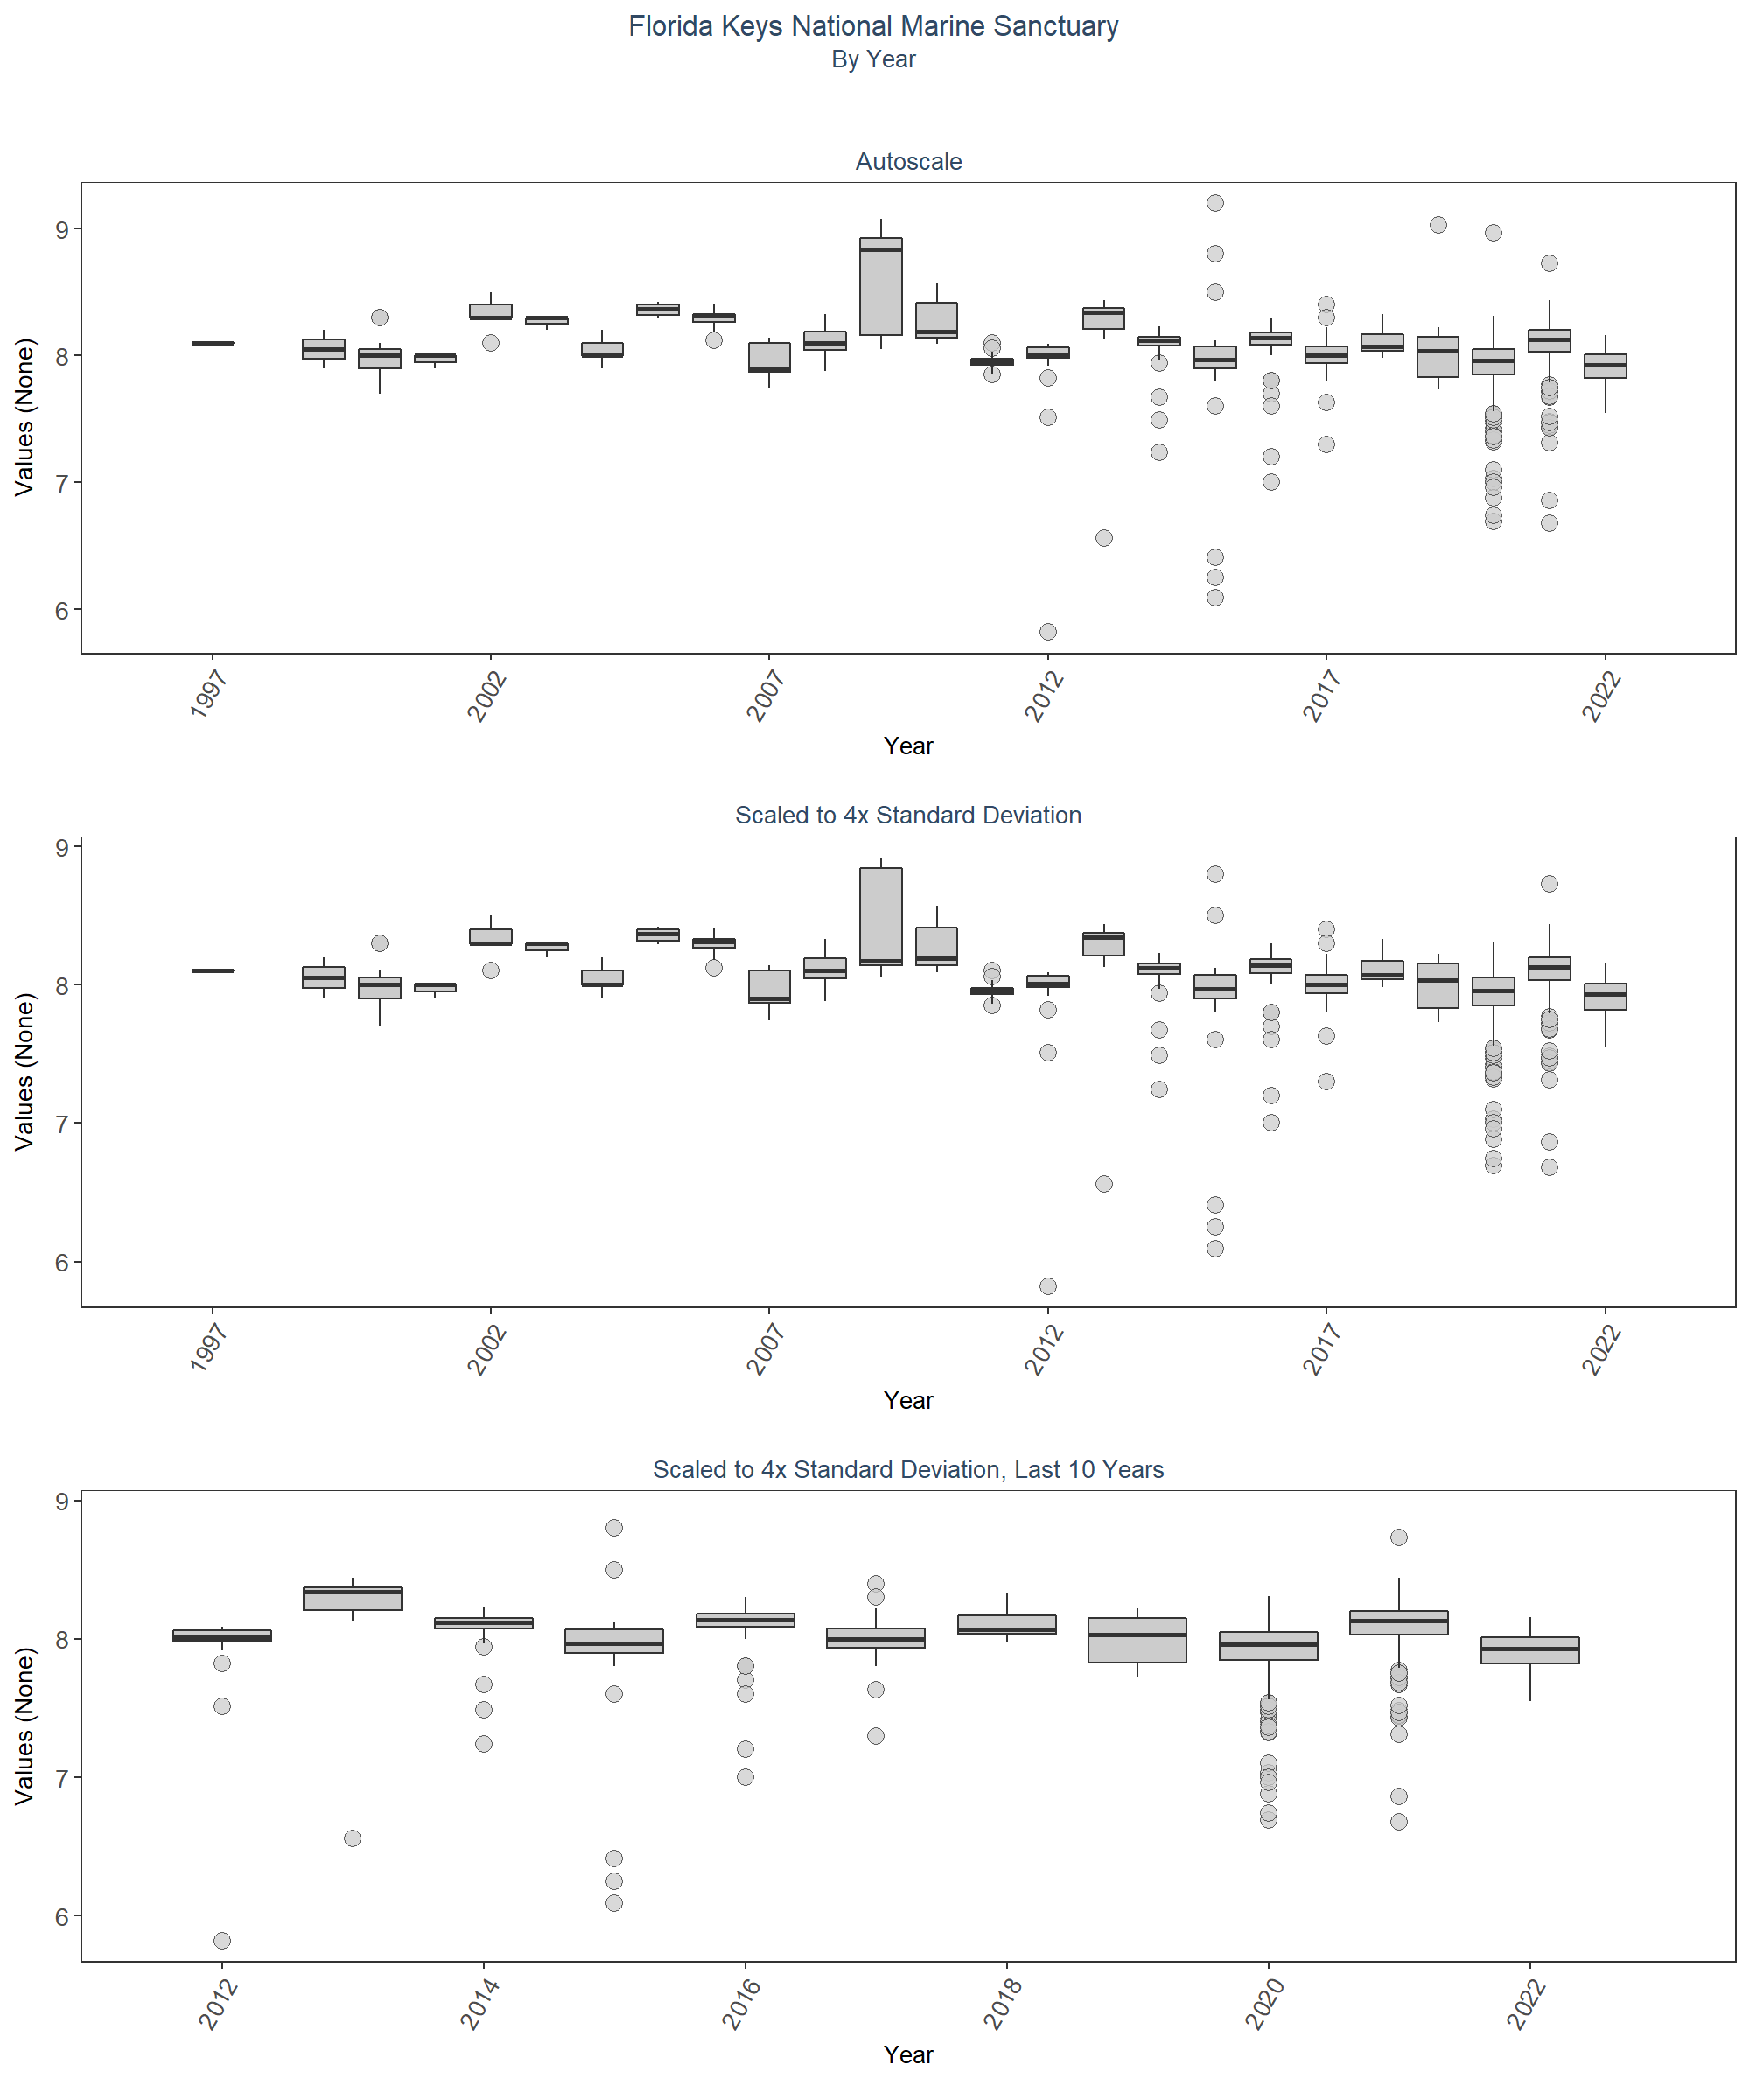 Florida Keys National Marine Sanctuary
By Year
Autoscale
Values (None)
9
8
7
6
1997 2002 2007 2012 2017 2022
Year
Scaled to 4x Standard Deviation
Values (None)
9
8
7
6
1997 2002 2007 2012 2017 2022
Year
Scaled to 4x Standard Deviation, Last 10 Years
Values (None)
9
8
7
6
2012 2014 2016 2018 2020 2022
Year